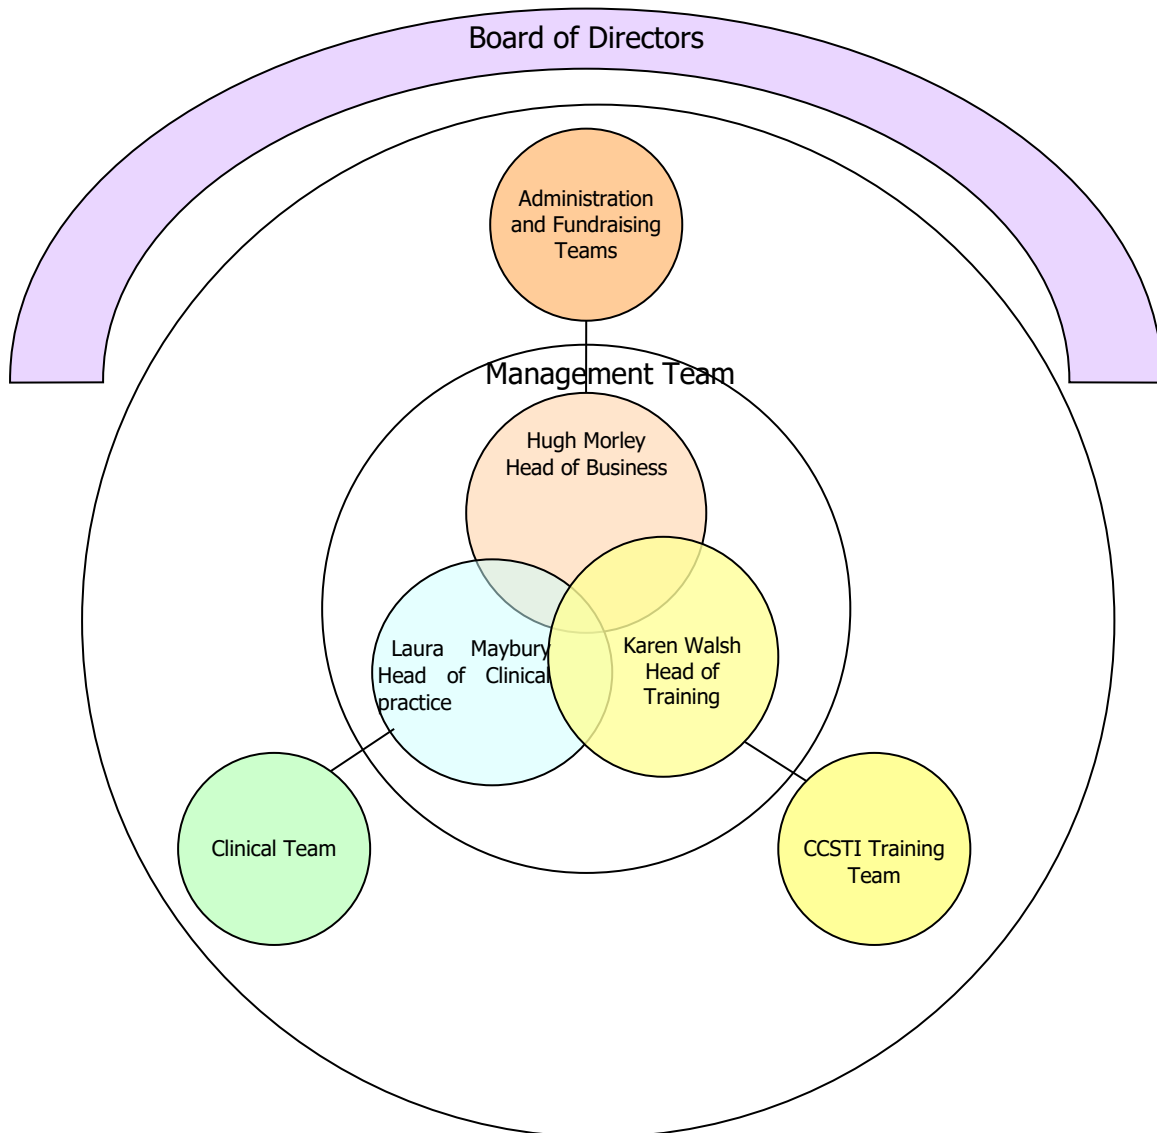 Board of Directors
Administration
and Fundraising
Teams
Management Team
Hugh Morley
Head of Business
Laura Maybury
Head of Clinical
practice
Karen Walsh
Head of
Training
Clinical Team
CCSTI Training
Team